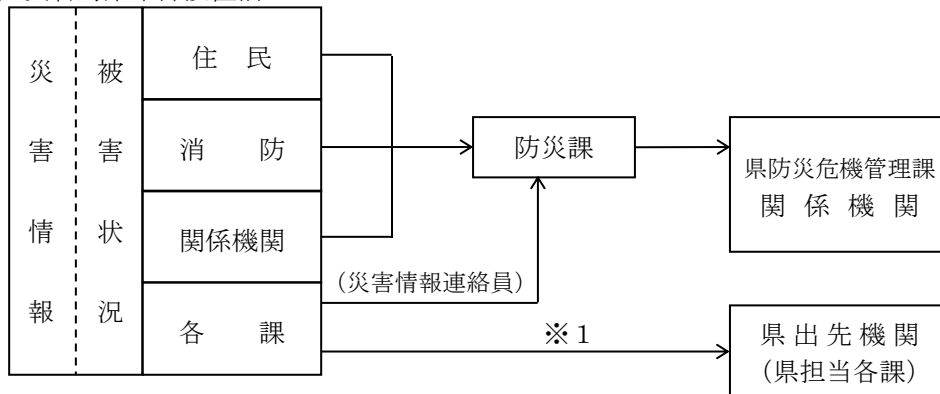 災害情報
被害状況
住民
消防
関係機関
各課
防災課
(災害情報連絡員)
※1
県防災危機管理課
関係機関
県出先機関
(県担当各課)